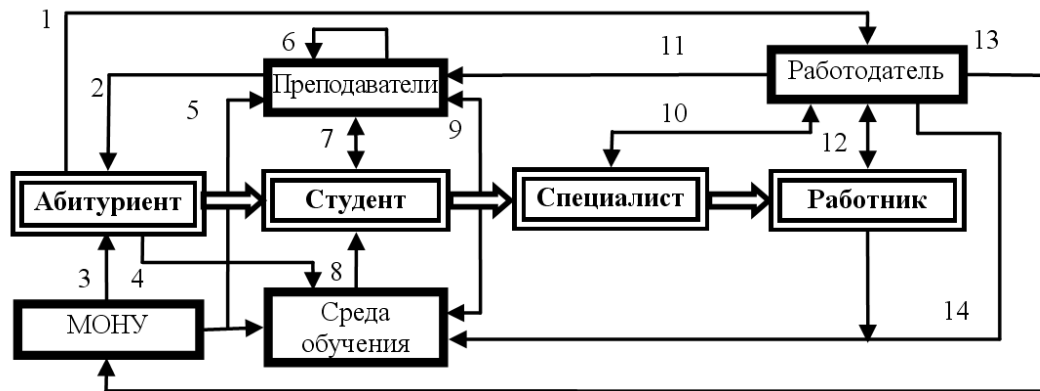 1
13
6
11
Преподаватели
Работодатель
2
5
9
10
7
12
Абитуриент
Студент
Специалист
Работник
3
4
8
МОНУ
Среда
обучения
14